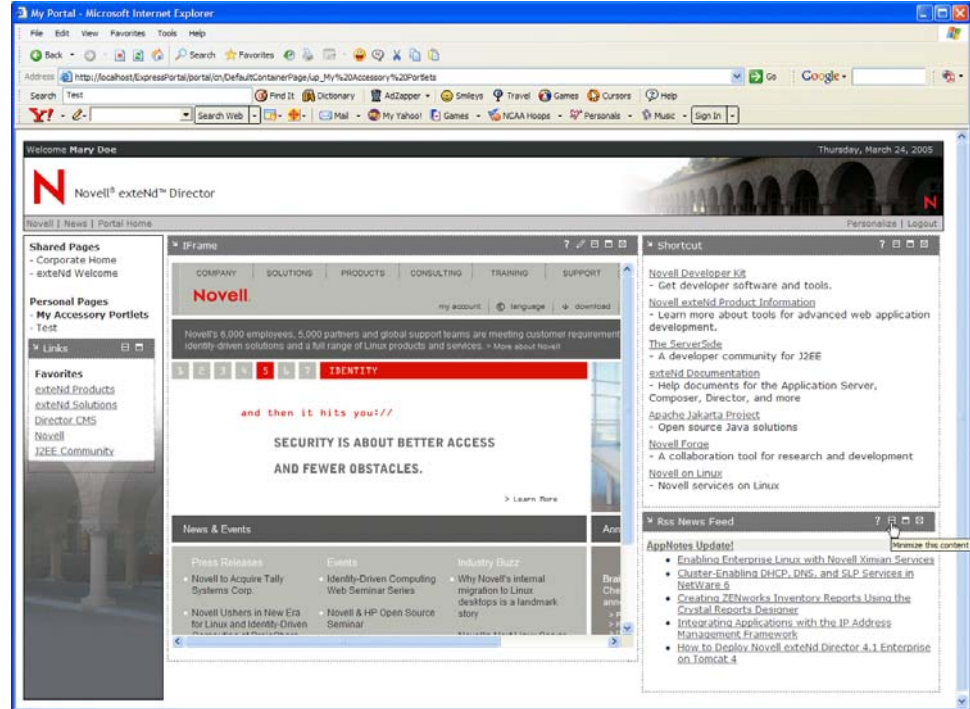 My Portal - Microsoft Internet Explorer
File Edit View Favorites Tools Help
Back Search Favorites
Address http://localhost/ExpressPortal/portal/cn/DefaultContainerPage/up_My%20Accessory%20Portlets Go Google
Search Test Find It Dictionary AdZapper Smileys Travel Games Cursors Help
Y! Search Web Mail My Yahoo! Games NCAA Hoops Personals Music Sign In
Welcome Mary Doe Thursday, March 24, 2005
N Novell® exteNd™ Director N
Novell | News | Portal Home Personalize | Logout
Shared Pages
- Corporate Home
- exteNd Welcome
Personal Pages
- My Accessory Portlets
- Test
Links
Favorites
exteNd Products
exteNd Solutions
Director CMS
Novell
J2EE Community
IFrame ?
COMPANY SOLUTIONS PRODUCTS CONSULTING TRAINING SUPPORT
Novell.
my account language download
Novell's 6,000 employees, 5,000 partners and global support teams are meeting customer requirement
identity-driven solutions and a full range of Linux products and services. > More about Novell
1 2 3 4 5 6 7 IDENTITY
and then it hits you://
SECURITY IS ABOUT BETTER ACCESS
AND FEWER OBSTACLES.
> Learn More
News & Events Ann
Press Releases
Novell to Acquire Tally
Systems Corp.
Novell Ushers in New Era
for Linux and Identity-Driven
Events
Identity-Driven Computing
Web Seminar Series
Novell & HP Open Source
Seminar
Industry Buzz
Why Novell's internal
migration to Linux
desktops is a landmark
story
Shortcut ?
Novell Developer Kit
- Get developer software and tools.
Novell exteNd Product Information
- Learn more about tools for advanced web application
development.
The ServerSide
- A developer community for J2EE
exteNd Documentation
- Help documents for the Application Server,
Composer, Director, and more
Apache Jakarta Project
- Open source Java solutions
Novell Forge
- A collaboration tool for research and development
Novell on Linux
- Novell services on Linux
Rss News Feed ?
Minimize this content
AppNotes Update!
Enabling Enterprise Linux with Novell Ximian Services
Cluster-Enabling DHCP, DNS, and SLP Services in
NetWare 6
Creating ZENworks Inventory Reports Using the
Crystal Reports Designer
Integrating Applications with the IP Address
Management Framework
How to Deploy Novell exteNd Director 4.1 Enterprise
on Tomcat 4